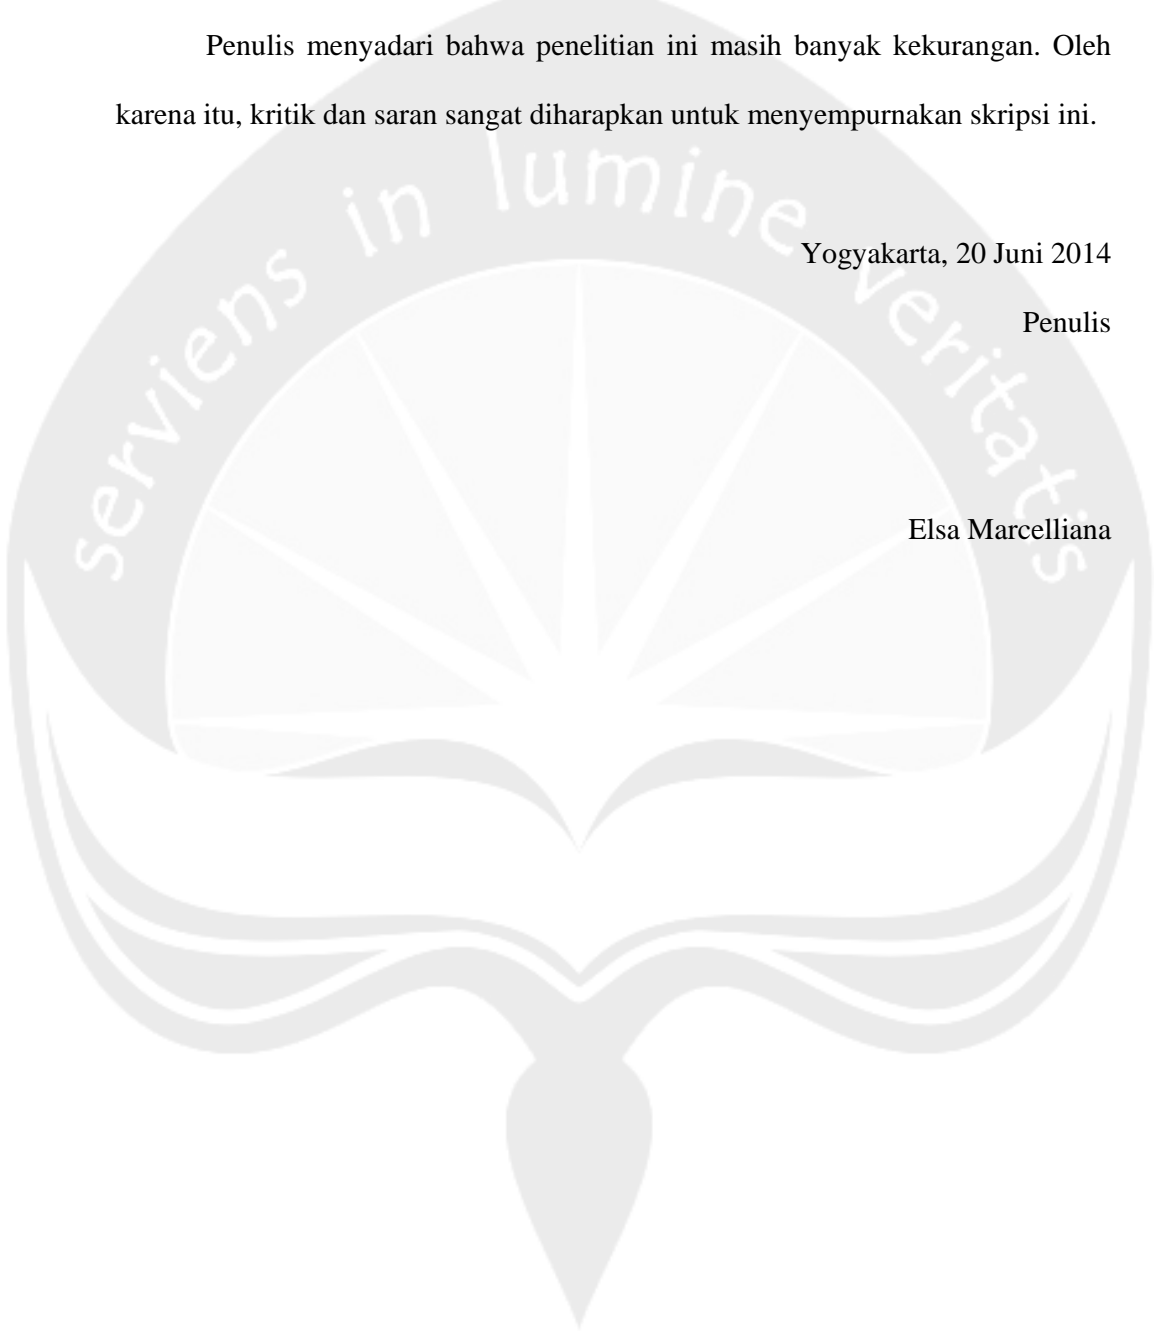 Penulis menyadari bahwa penelitian ini masih banyak kekurangan. Oleh
karena itu, kritik dan saran sangat diharapkan untuk menyempurnakan skripsi ini.
serviens in lumine veritatis
Yogyakarta, 20 Juni 2014
Penulis
Elsa Marcelliana